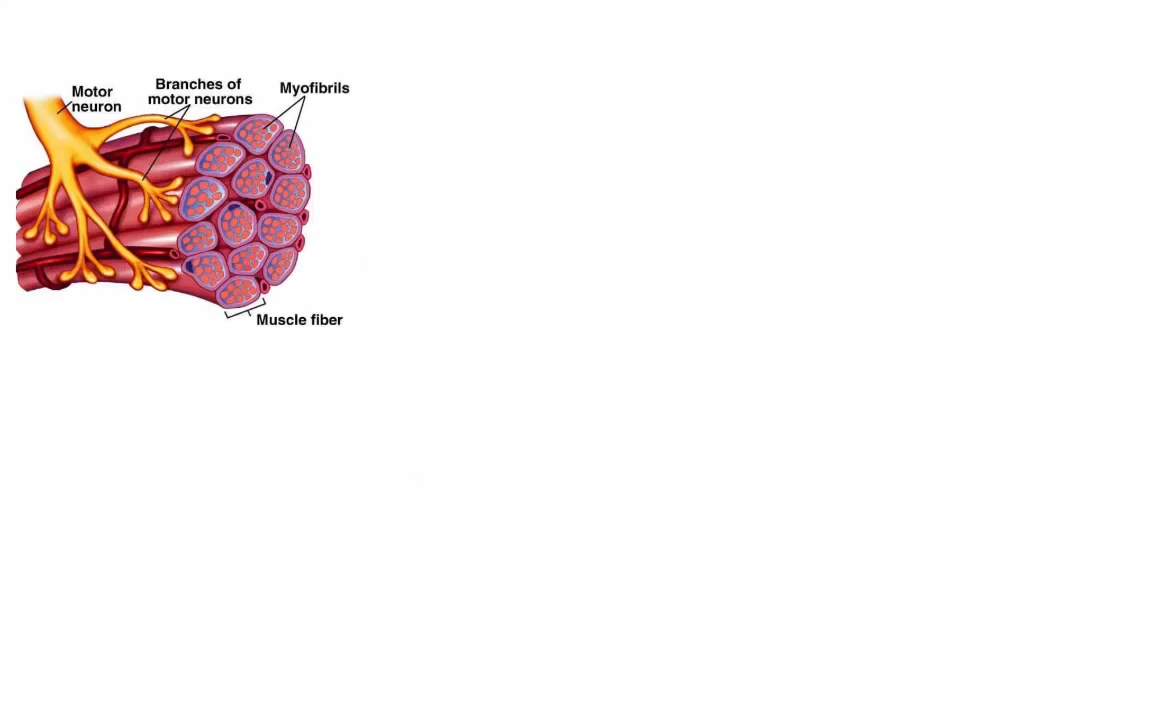 Motor
neuron
Branches of
motor neurons
Myofibrils
Muscle fiber